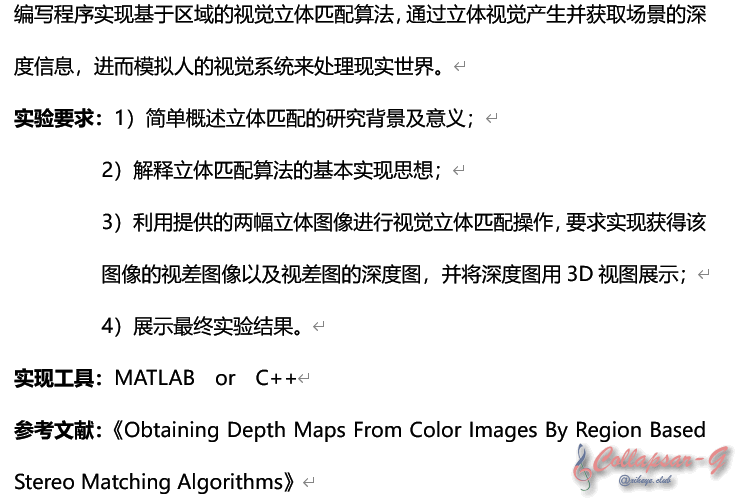 编写程序实现基于区域的视觉立体匹配算法，通过立体视觉产生并获取场景的深
度信息，进而模拟人的视觉系统来处理现实世界。
实验要求：1）简单概述立体匹配的研究背景及意义；
2）解释立体匹配算法的基本实现思想；
3）利用提供的两幅立体图像进行视觉立体匹配操作，要求实现获得该
图像的视差图像以及视差图的深度图，并将深度图用 3D 视图展示；
4）展示最终实验结果。
实现工具：MATLAB or C++
参考文献：《Obtaining Depth Maps From Color Images By Region Based
Stereo Matching Algorithms》
Collapsar-G